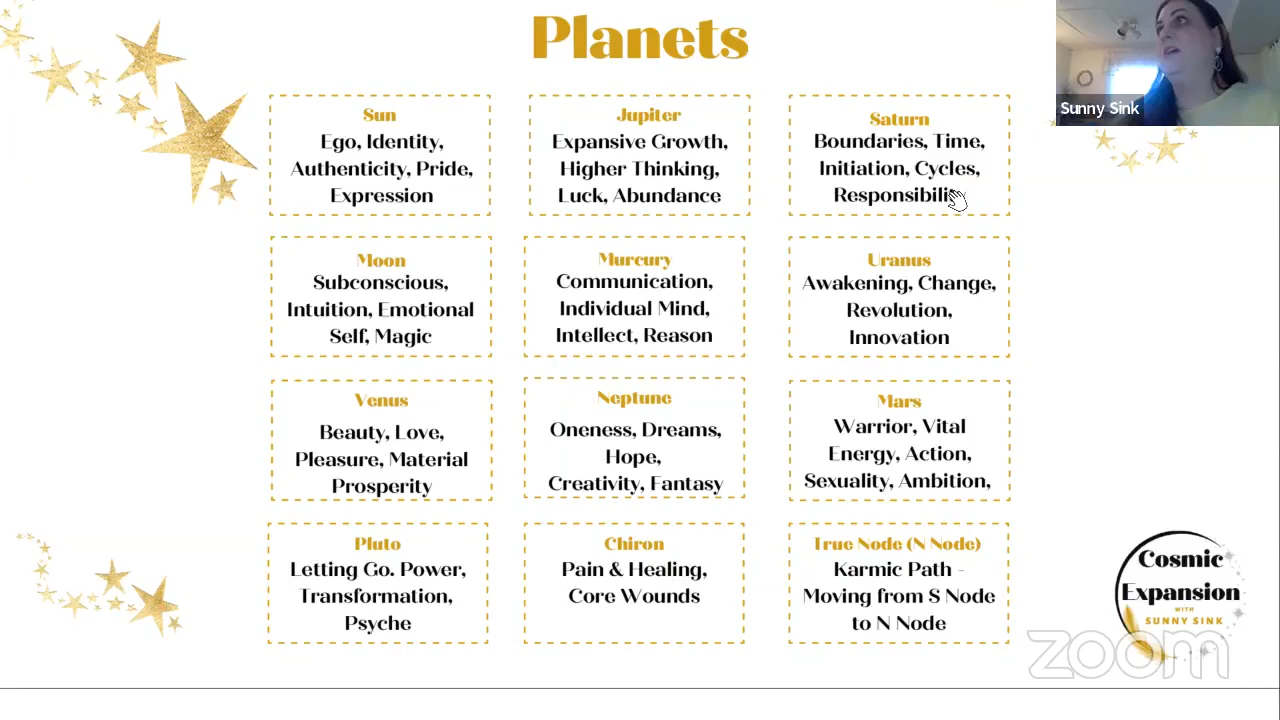 Planets
Sunny Sink
Sun
Ego, Identity,
Authenticity, Pride,
Expression
Jupiter
Expansive Growth,
Higher Thinking,
Luck, Abundance
Saturn
Boundaries, Time,
Initiation, Cycles,
Moon
Subconscious,
Intuition, Emotional
Self, Magic
Murcury
Communication,
Individual Mind,
Intellect, Reason
Uranus
Awakening, Change,
Revolution,
Innovation
Venus
Beauty, Love,
Pleasure, Material
Prosperity
Neptune
Oneness, Dreams,
Hope,
Creativity, Fantasy
Mars
Warrior, Vital
Energy, Action,
Sexuality, Ambition,
Pluto
Letting Go. Power,
Transformation,
Psyche
Chiron
Pain & Healing,
Core Wounds
True Node (N Node)
Karmic Path -
Moving from S Node
to N Node
Cosmic
Expansion
WITH
SUNNY SINK
zoom